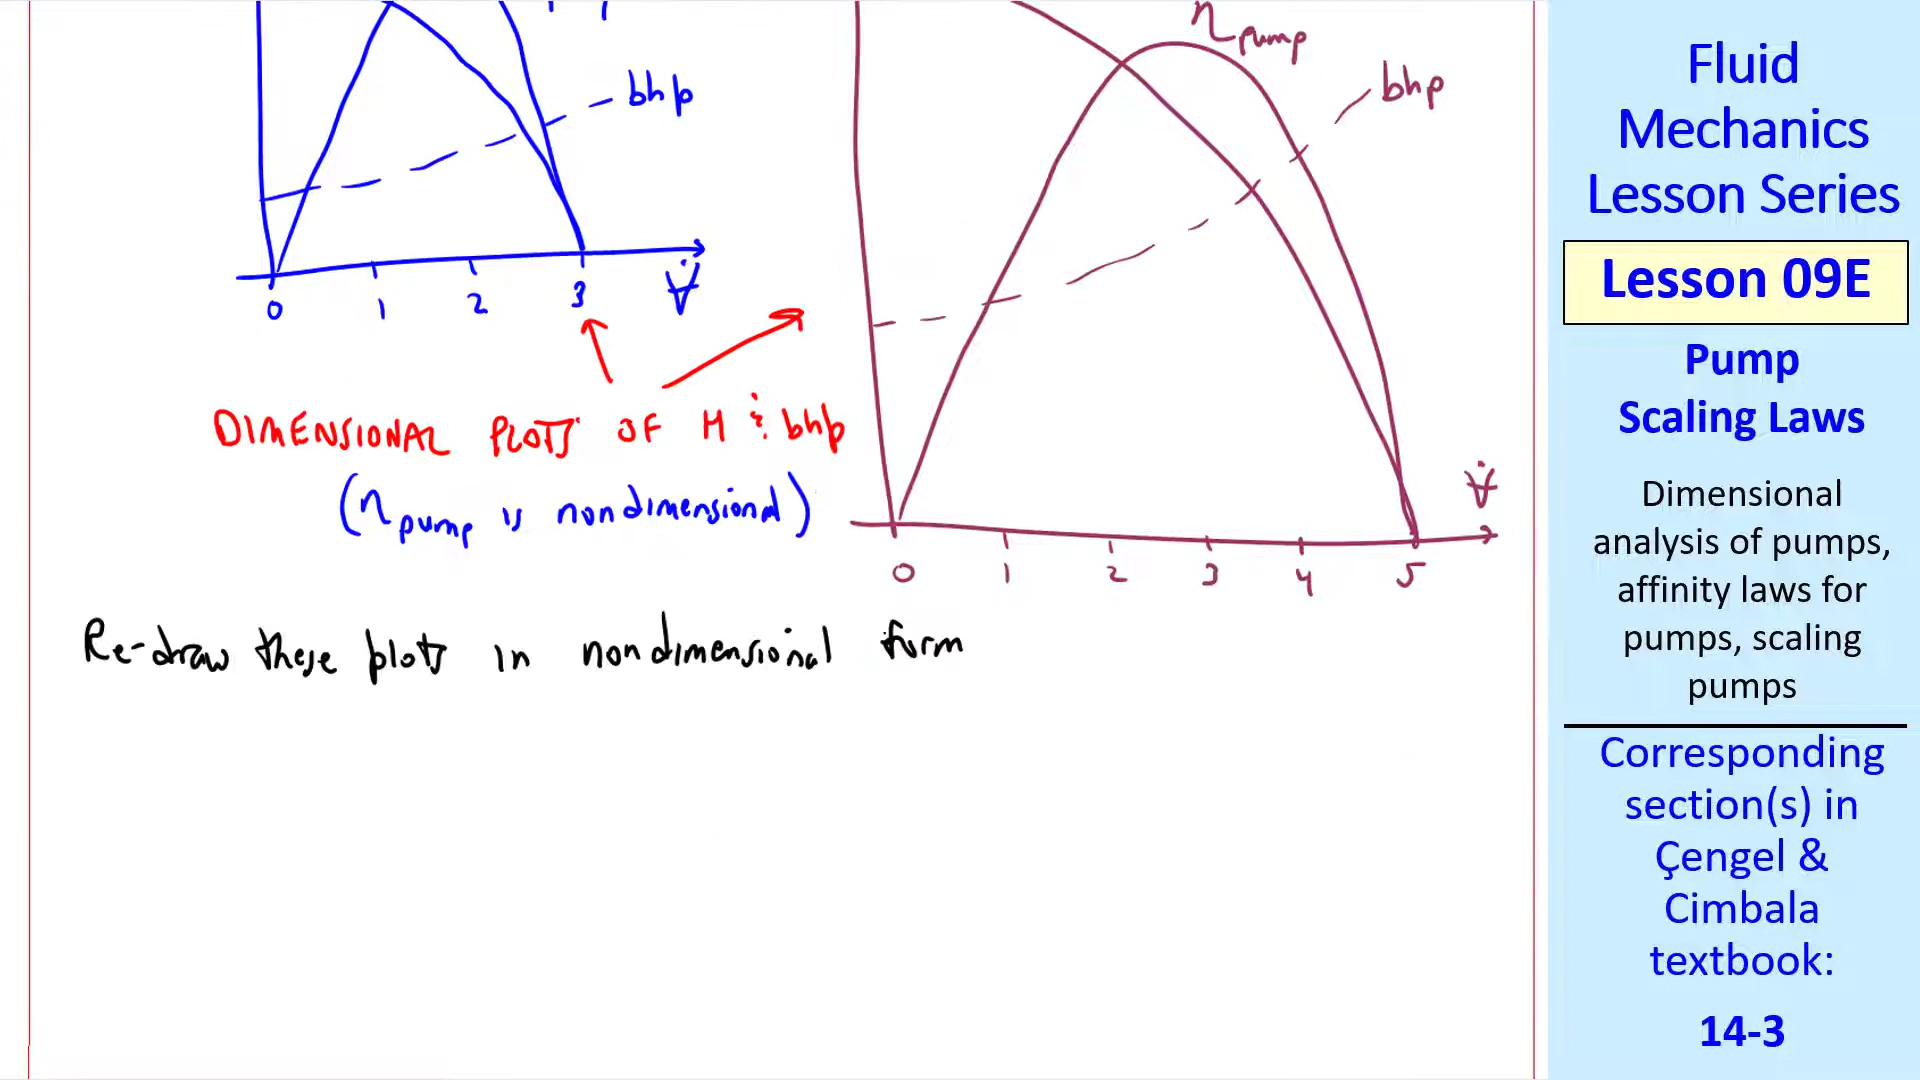 bhp
0 1 2 3 V̇
η pump
bhp
V̇
0 1 2 3 4 5
DIMENSIONAL PLOTS OF H & bhp
(η pump is nondimensional)
Re-draw these plots in nondimensional form
Fluid
Mechanics
Lesson Series
Lesson 09E
Pump
Scaling Laws
Dimensional
analysis of pumps,
affinity laws for
pumps, scaling
pumps
Corresponding
section(s) in
Çengel &
Cimbala
textbook:
14-3